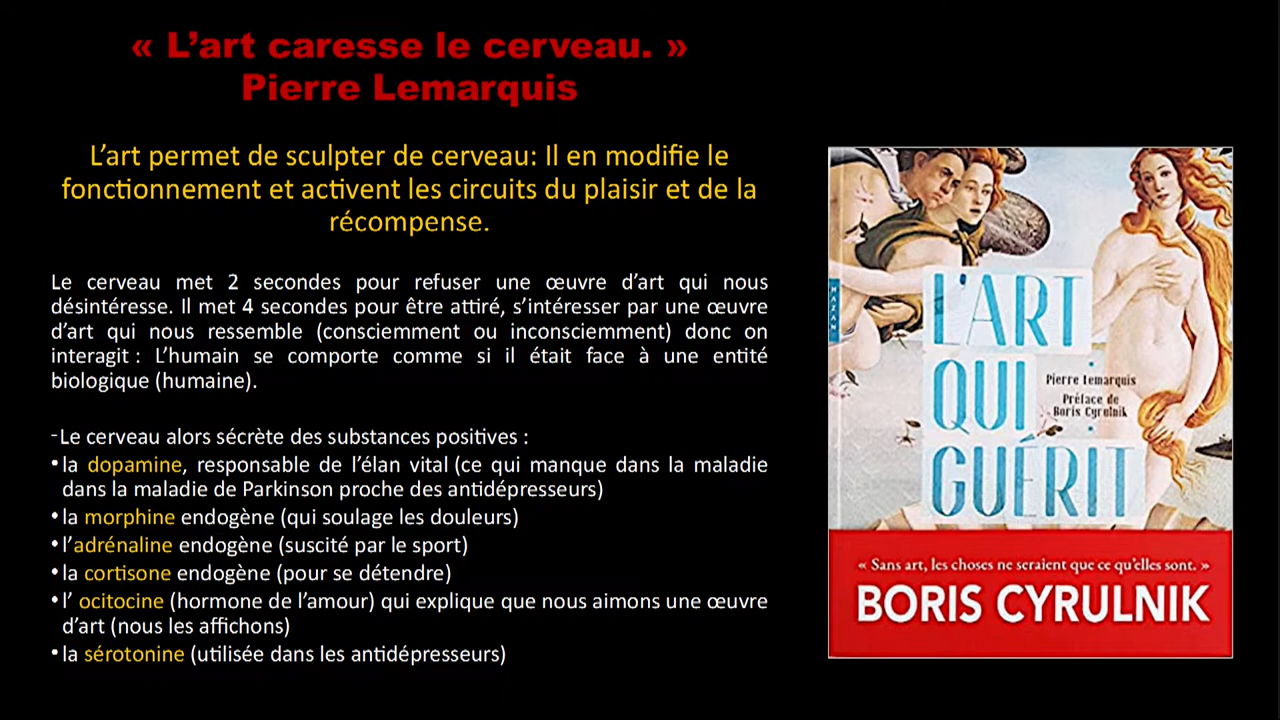 « L’art caresse le cerveau. »
Pierre Lemarquis
L’art permet de sculpter de cerveau: Il en modifie le
fonctionnement et activent les circuits du plaisir et de la
récompense.
Le cerveau met 2 secondes pour refuser une œuvre d’art qui nous
désintéresse. Il met 4 secondes pour être attiré, s’intéresser par une œuvre
d’art qui nous ressemble (consciemment ou inconsciemment) donc on
interagit : L’humain se comporte comme si il était face à une entité
biologique (humaine).
-Le cerveau alors sécrète des substances positives :
•la dopamine, responsable de l’élan vital (ce qui manque dans la maladie
dans la maladie de Parkinson proche des antidépresseurs)
•la morphine endogène (qui soulage les douleurs)
•l’adrénaline endogène (suscité par le sport)
•la cortisone endogène (pour se détendre)
•l’ ocitocine (hormone de l’amour) qui explique que nous aimons une œuvre
d’art (nous les affichons)
•la sérotonine (utilisée dans les antidépresseurs)
HAZAN
L’ART
QUI
GUÉRIT
Pierre Lemarquis
Préface de
Boris Cyrulnik
« Sans art, les choses ne seraient que ce qu’elles sont. »
BORIS CYRULNIK